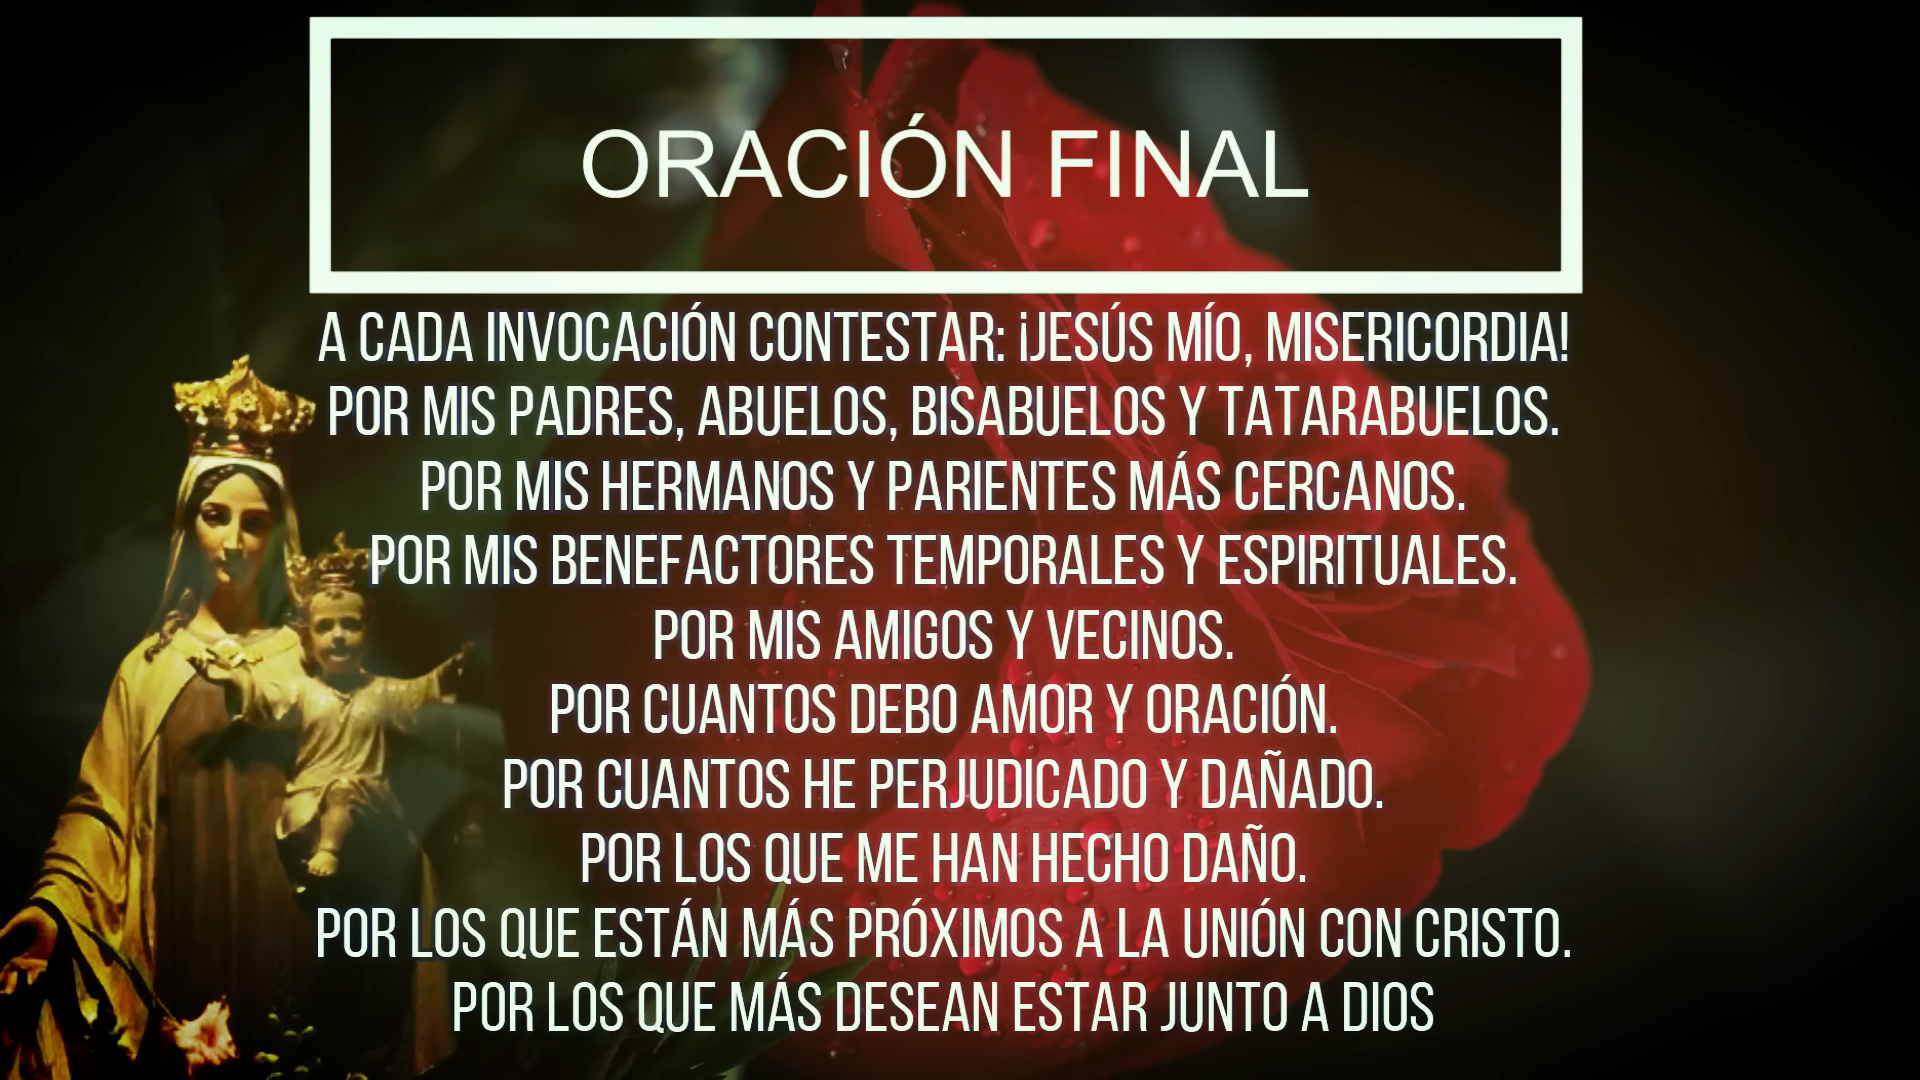 ORACIÓN FINAL
A CADA INVOCACIÓN CONTESTAR: ¡JESÚS MÍO, MISERICORDIA!
POR MIS PADRES, ABUELOS, BISABUELOS Y TATARABUELOS.
POR MIS HERMANOS Y PARIENTES MÁS CERCANOS.
POR MIS BENEFACTORES TEMPORALES Y ESPIRITUALES.
POR MIS AMIGOS Y VECINOS.
POR CUANTOS DEBO AMOR Y ORACIÓN.
POR CUANTOS HE PERJUDICADO Y DAÑADO.
POR LOS QUE ME HAN HECHO DAÑO.
POR LOS QUE ESTÁN MÁS PRÓXIMOS A LA UNIÓN CON CRISTO.
POR LOS QUE MÁS DESEAN ESTAR JUNTO A DIOS